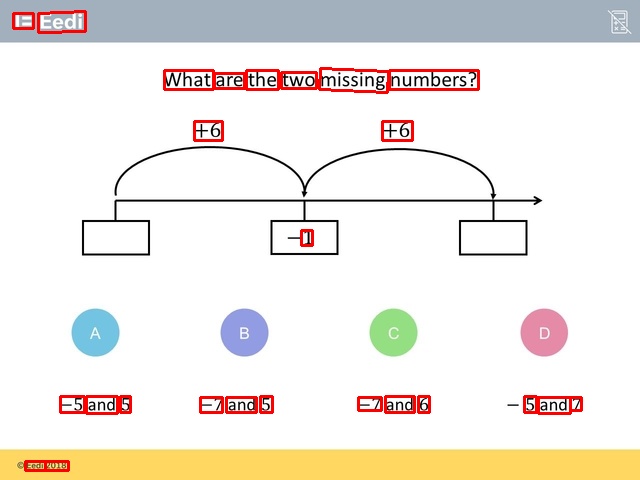 Eedi
What are the two missing numbers?
+6 +6
−1
A B C D
−5 and 5 −7 and 5 −7 and 6 − 5 and 7
© Eedi 2018